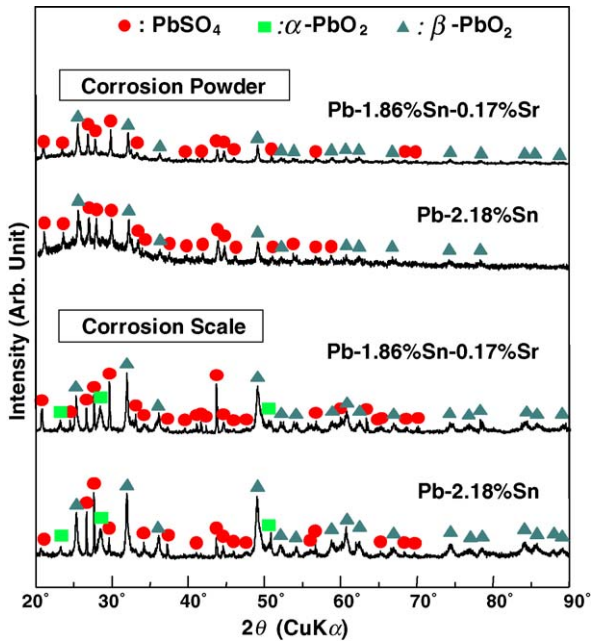 : PbSO₄ :α-PbO₂ : β-PbO₂
Corrosion Powder
Pb-1.86%Sn-0.17%Sr
Pb-2.18%Sn
Corrosion Scale
Pb-1.86%Sn-0.17%Sr
Pb-2.18%Sn
Intensity (Arb. Unit)
20° 30° 40° 50° 60° 70° 80° 90°
2θ (CuKα)